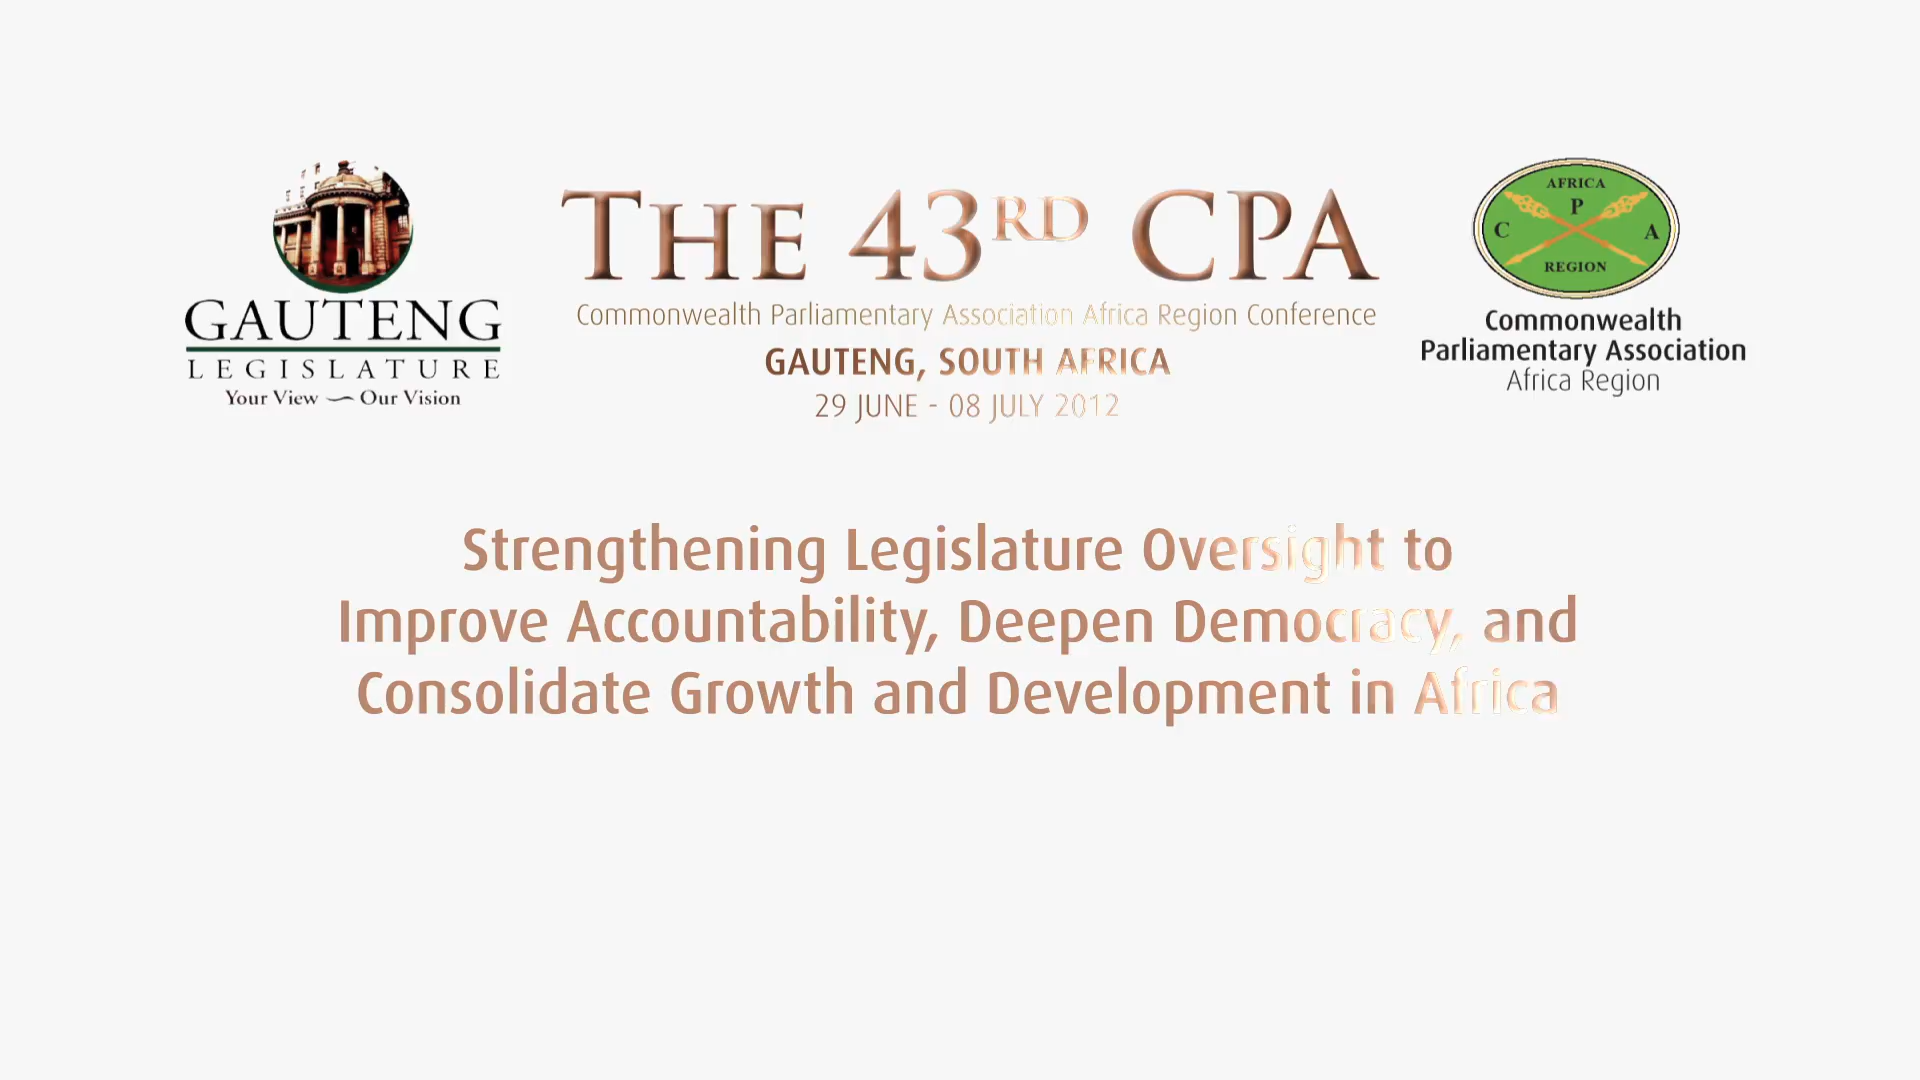 GAUTENG
LEGISLATURE
Your View — Our Vision
THE 43RD CPA
Commonwealth Parliamentary Association Africa Region Conference
GAUTENG, SOUTH AFRICA
29 JUNE - 08 JULY 2012
AFRICA
C P A
REGION
Commonwealth
Parliamentary Association
Africa Region
Strengthening Legislature Oversight to
Improve Accountability, Deepen Democracy, and
Consolidate Growth and Development in Africa